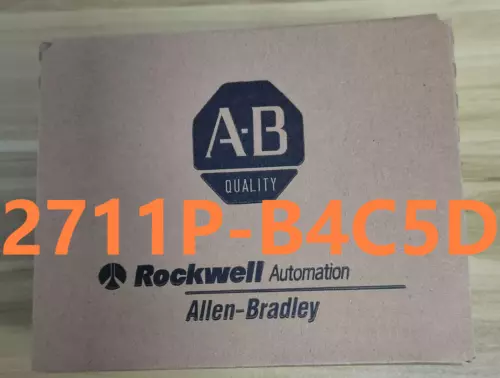 A-B
QUALITY
2711P-B4C5D
Rockwell Automation
Allen-Bradley